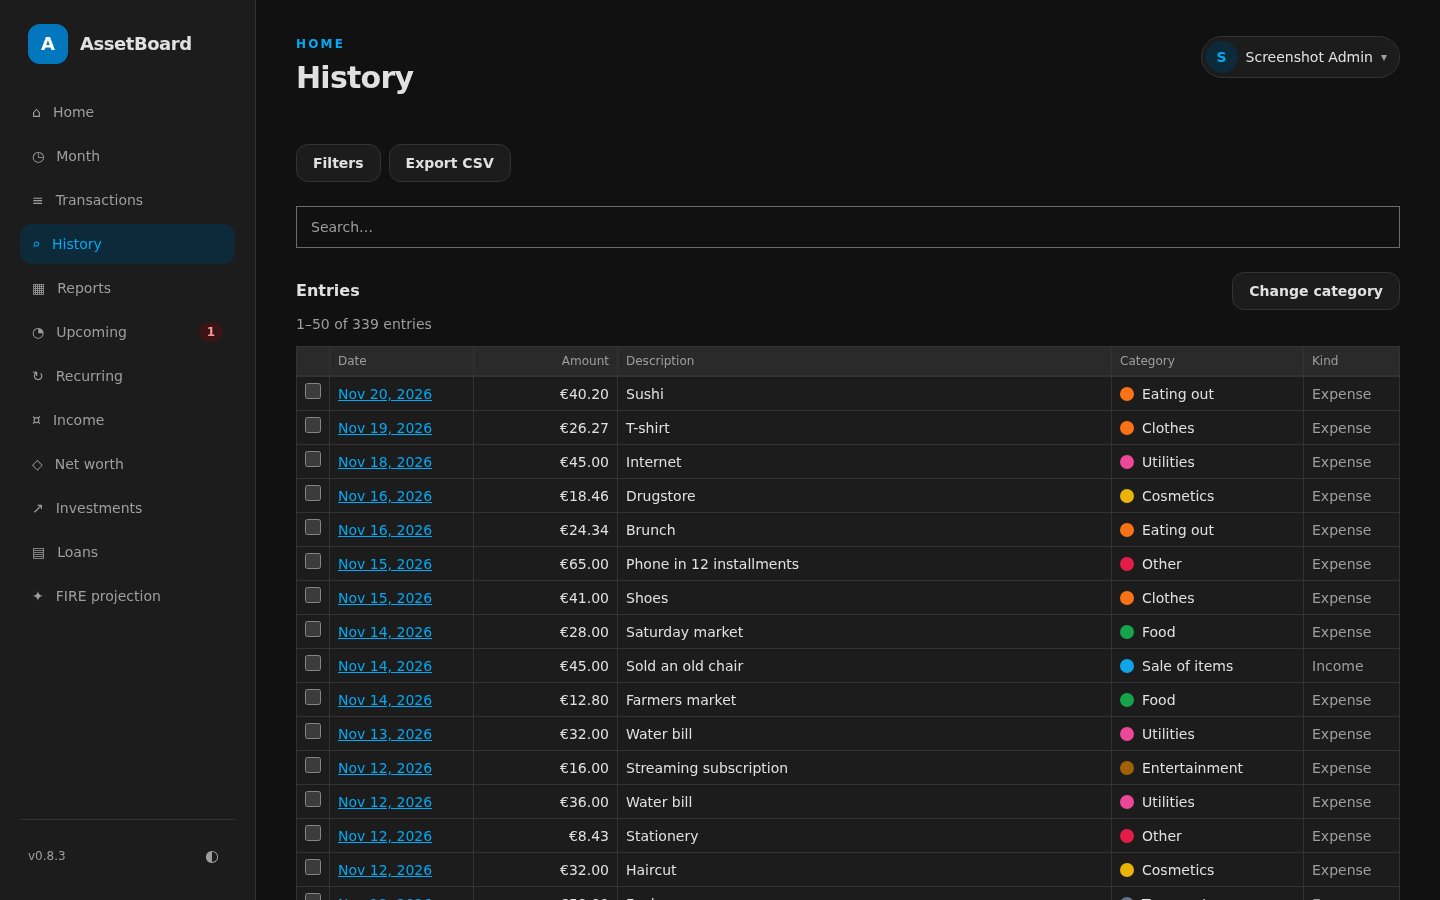 A AssetBoard
Home
Month
Transactions
History
Reports
Upcoming 1
Recurring
Income
Net worth
Investments
Loans
FIRE projection
v0.8.3
HOME
History
S Screenshot Admin
Filters
Export CSV
Search...
Entries
Change category
1–50 of 339 entries
Date Amount Description Category Kind
Nov 20, 2026 €40.20 Sushi Eating out Expense
Nov 19, 2026 €26.27 T-shirt Clothes Expense
Nov 18, 2026 €45.00 Internet Utilities Expense
Nov 16, 2026 €18.46 Drugstore Cosmetics Expense
Nov 16, 2026 €24.34 Brunch Eating out Expense
Nov 15, 2026 €65.00 Phone in 12 installments Other Expense
Nov 15, 2026 €41.00 Shoes Clothes Expense
Nov 14, 2026 €28.00 Saturday market Food Expense
Nov 14, 2026 €45.00 Sold an old chair Sale of items Income
Nov 14, 2026 €12.80 Farmers market Food Expense
Nov 13, 2026 €32.00 Water bill Utilities Expense
Nov 12, 2026 €16.00 Streaming subscription Entertainment Expense
Nov 12, 2026 €36.00 Water bill Utilities Expense
Nov 12, 2026 €8.43 Stationery Other Expense
Nov 12, 2026 €32.00 Haircut Cosmetics Expense